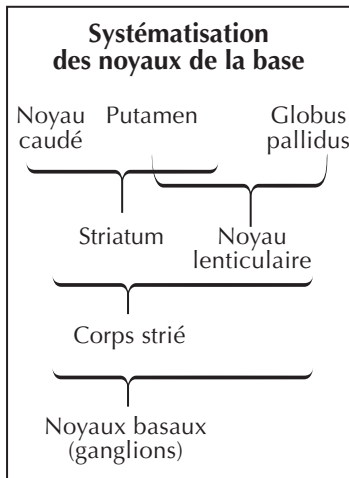 Systématisation
des noyaux de la base
Noyau caudé
Putamen
Globus pallidus
Striatum
Noyau lenticulaire
Corps strié
Noyaux basaux
(ganglions)